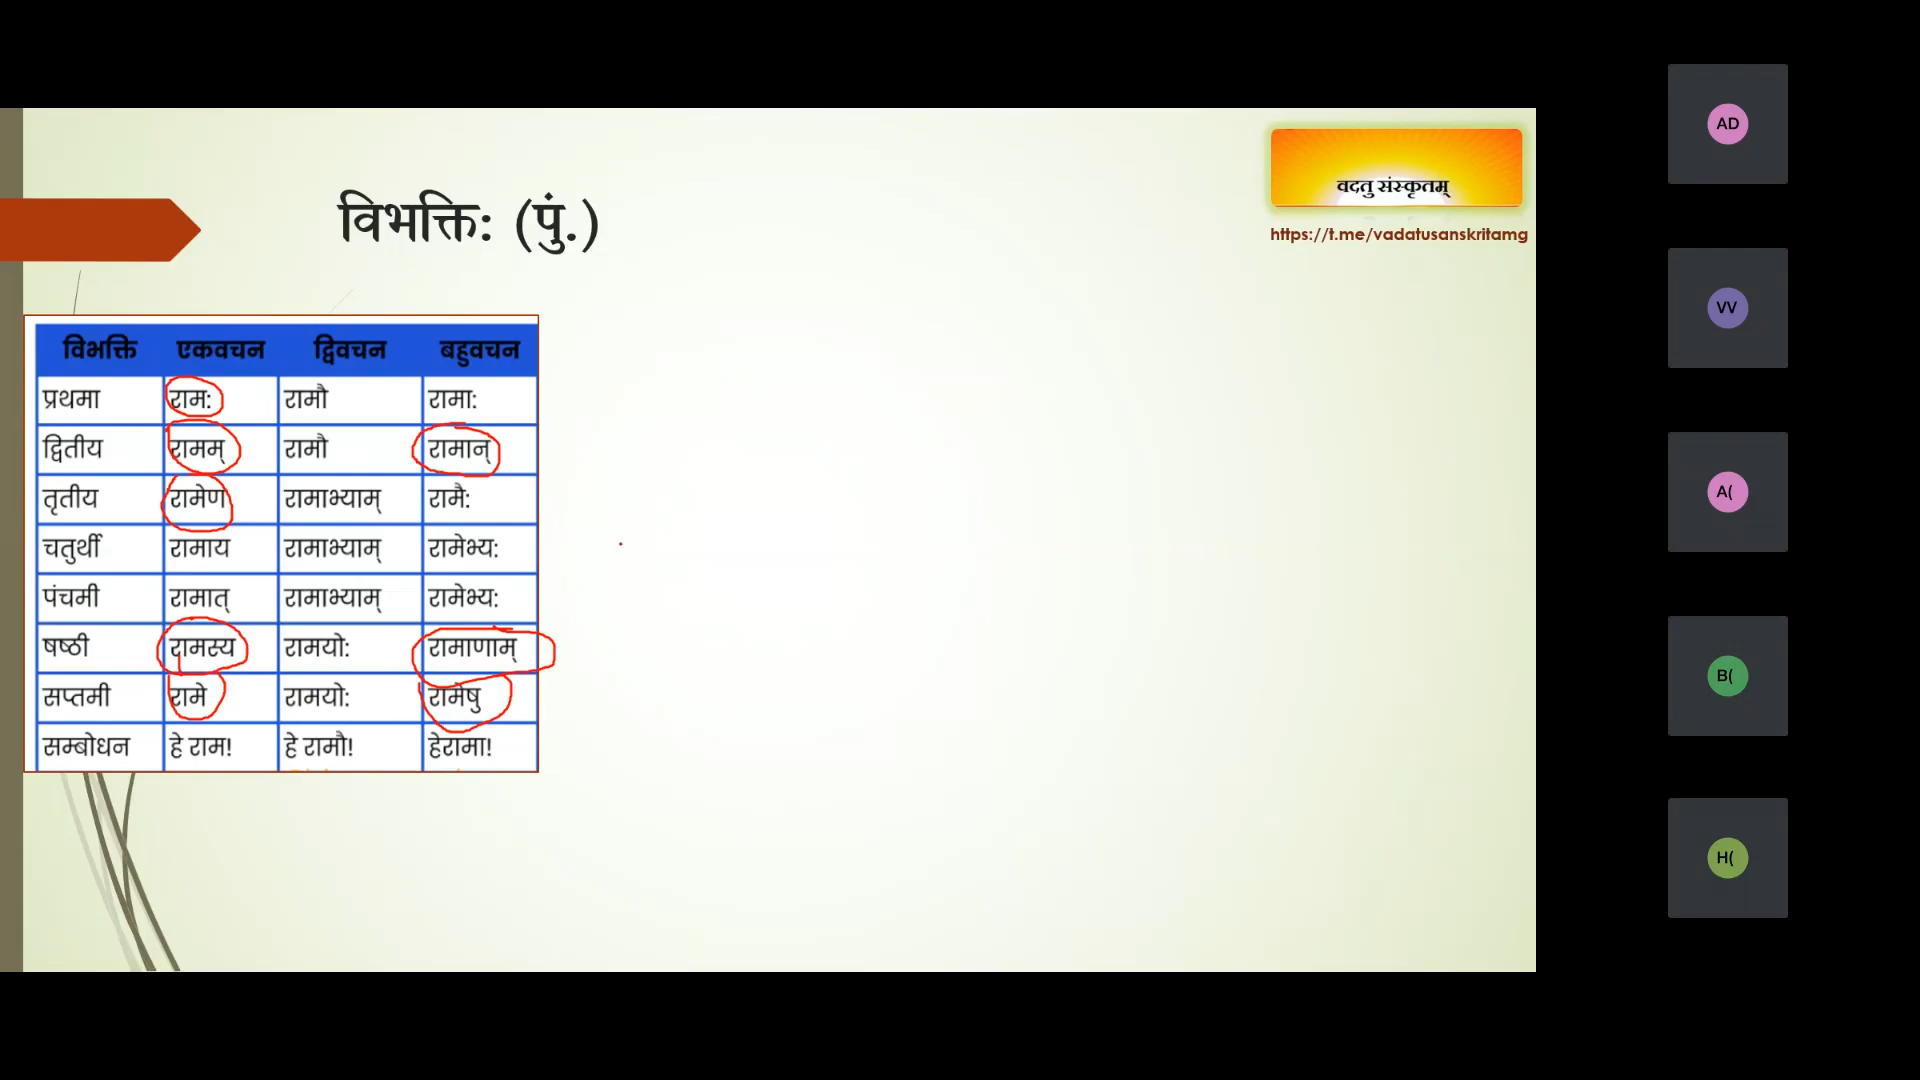 विभक्ति: (पुं.)
वदतु संस्कृतम्
https://t.me/vadatusanskritamg
विभक्ति एकवचन द्विवचन बहुवचन
प्रथमा राम: रामौ रामा:
द्वितीय रामम् रामौ रामान्
तृतीय रामेण रामाभ्याम् रामै:
चतुर्थी रामाय रामाभ्याम् रामेभ्य:
पंचमी रामात् रामाभ्याम् रामेभ्य:
षष्ठी रामस्य रामयो: रामाणाम्
सप्तमी रामे रामयो: रामेषु
सम्बोधन हे राम! हे रामौ! हेरामा!
AD
VV
A(
B(
H(